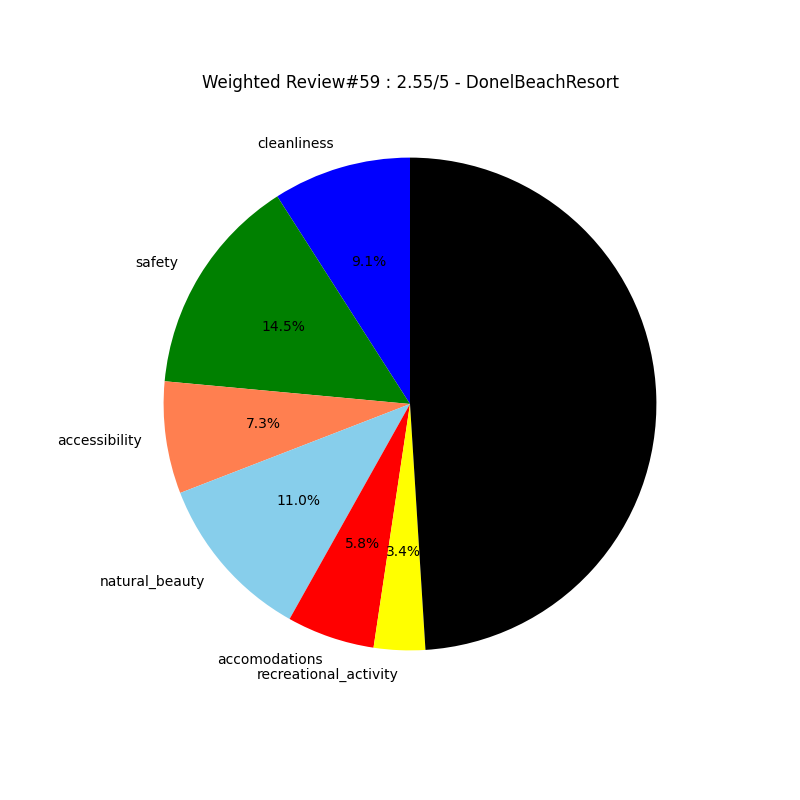 Weighted Review#59 : 2.55/5 - DonelBeachResort
cleanliness
9.1%
safety
14.5%
accessibility
7.3%
natural_beauty
11.0%
accomodations
5.8%
recreational_activity
3.4%